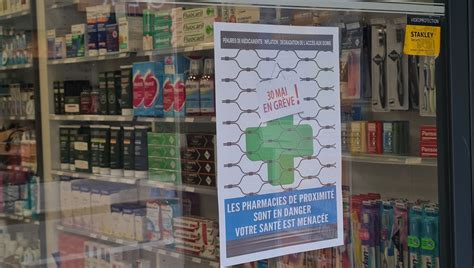 PÉNURIES DE MÉDICAMENTS, INFLATION, DÉGRADATION DE L'ACCÈS AUX SOINS
30 MAI
EN GRÈVE !
LES PHARMACIES DE PROXIMITÉ
SONT EN DANGER
VOTRE SANTÉ EST MENACÉE
STANLEY